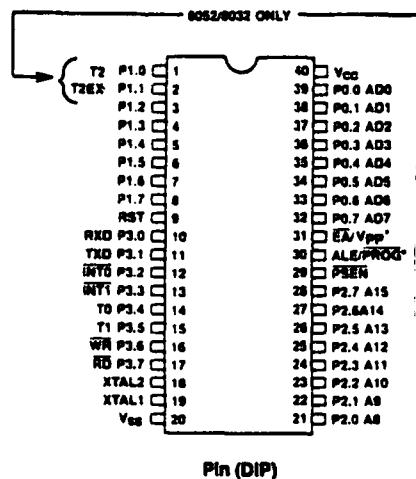 8052/8032 ONLY
T2 P1.0 1 40 VCC
T2EX P1.1 2 39 P0.0 AD0
P1.2 3 38 P0.1 AD1
P1.3 4 37 P0.2 AD2
P1.4 5 36 P0.3 AD3
P1.5 6 35 P0.4 AD4
P1.6 7 34 P0.5 AD5
P1.7 8 33 P0.6 AD6
RST 9 32 P0.7 AD7
RXD P3.0 10 31 EA/VPP*
TXD P3.1 11 30 ALE/PROG*
INT0 P3.2 12 29 PSEN
INT1 P3.3 13 28 P2.7 A15
T0 P3.4 14 27 P2.6A14
T1 P3.5 15 26 P2.5 A13
WR P3.6 16 25 P2.4 A12
RD P3.7 17 24 P2.3 A11
XTAL2 18 23 P2.2 A10
XTAL1 19 22 P2.1 A9
VSS 20 21 P2.0 A8
Pin (DIP)